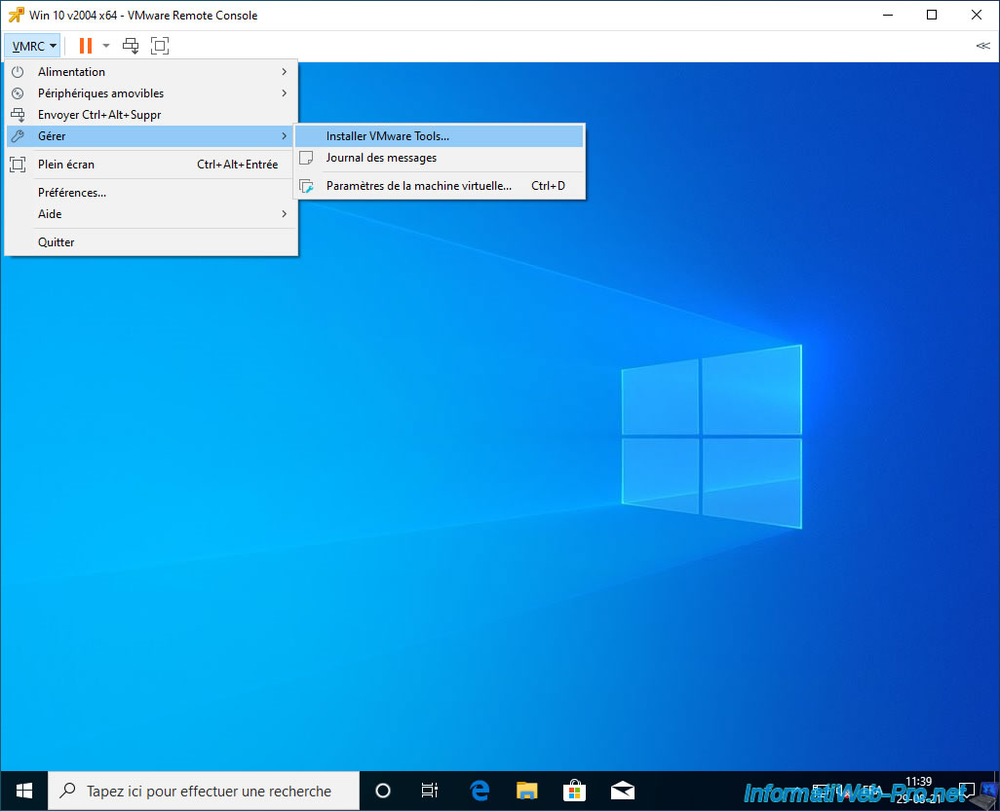 Win 10 v2004 x64 - VMware Remote Console
VMRC
Alimentation
Périphériques amovibles
Envoyer Ctrl+Alt+Suppr
Gérer
Installer VMware Tools...
Journal des messages
Plein écran Ctrl+Alt+Entrée
Paramètres de la machine virtuelle... Ctrl+D
Préférences...
Aide
Quitter
Tapez ici pour effectuer une recherche
InformatiWeb-Pro.net
FRA
11:39
29-08-21